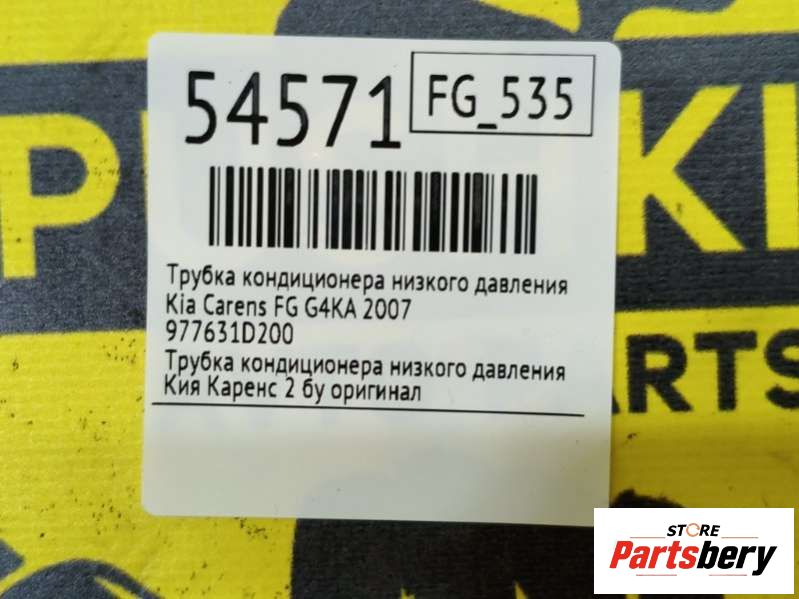 54571
FG_535
Трубка кондиционера низкого давления
Kia Carens FG G4KA 2007
977631D200
Трубка кондиционера низкого давления
Кия Каренс 2 бу оригинал
STORE
Partsbery